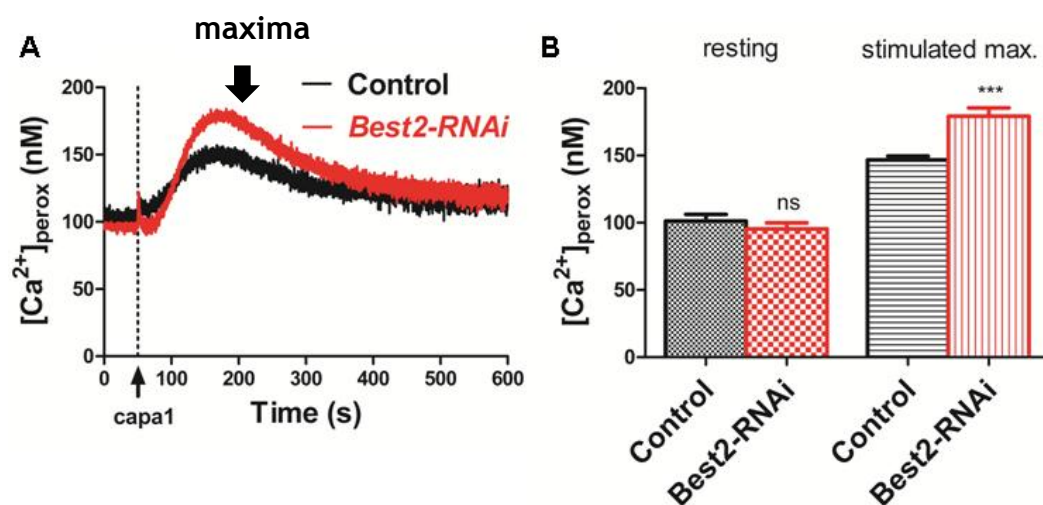 A
maxima
Control
Best2-RNAi
[Ca²⁺]perox (nM)
200
150
100
50
0
0 100 200 300 400 500 600
capa1
Time (s)
B
resting
stimulated max.
[Ca²⁺]perox (nM)
200
150
100
50
0
ns
***
Control
Best2-RNAi
Control
Best2-RNAi